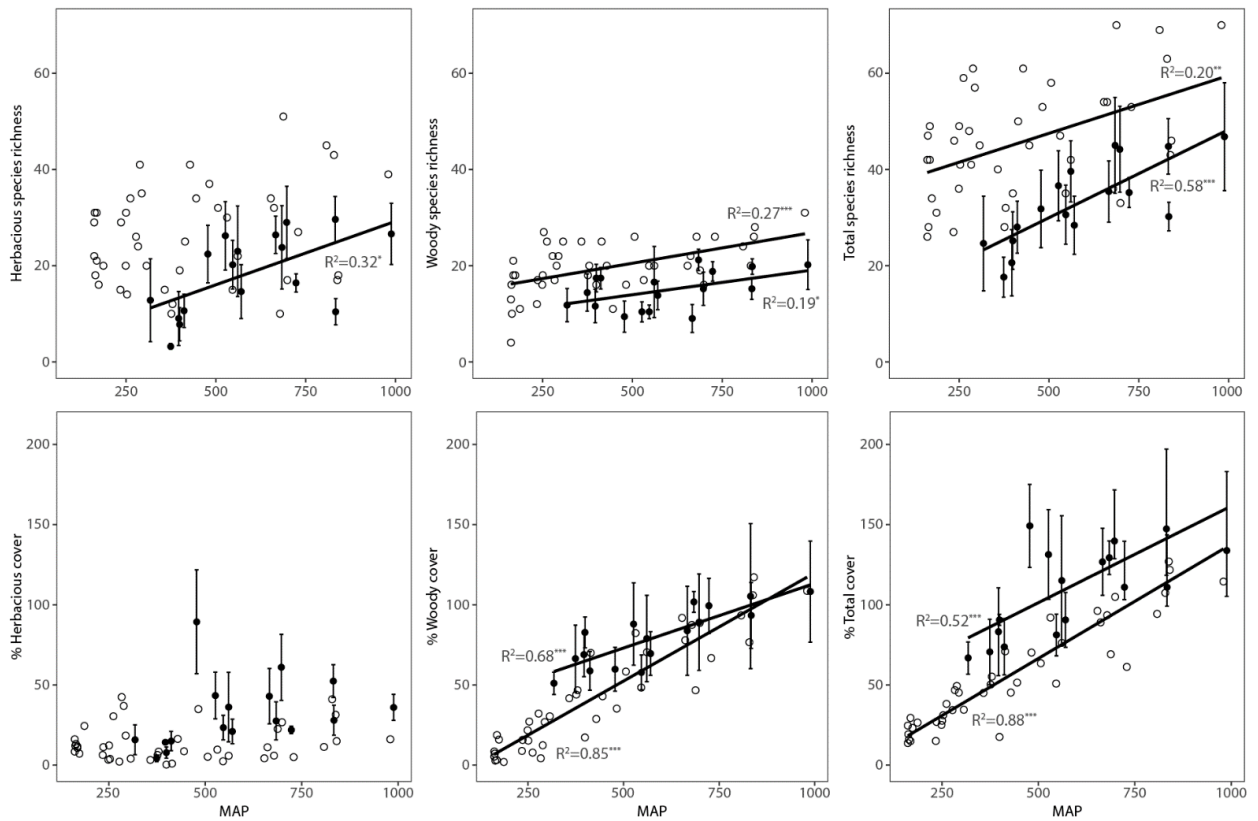 Herbacious species richness
60
40
20
0
R²=0.32*
250
500
750
1000
Woody species richness
60
40
20
0
R²=0.27***
R²=0.19*
250
500
750
1000
Total species richness
60
40
20
0
R²=0.20**
R²=0.58***
250
500
750
1000
% Herbacious cover
200
150
100
50
0
250
500
750
1000
MAP
% Woody cover
200
150
100
50
0
R²=0.68***
R²=0.85***
250
500
750
1000
MAP
% Total cover
200
150
100
50
0
R²=0.52***
R²=0.88***
250
500
750
1000
MAP